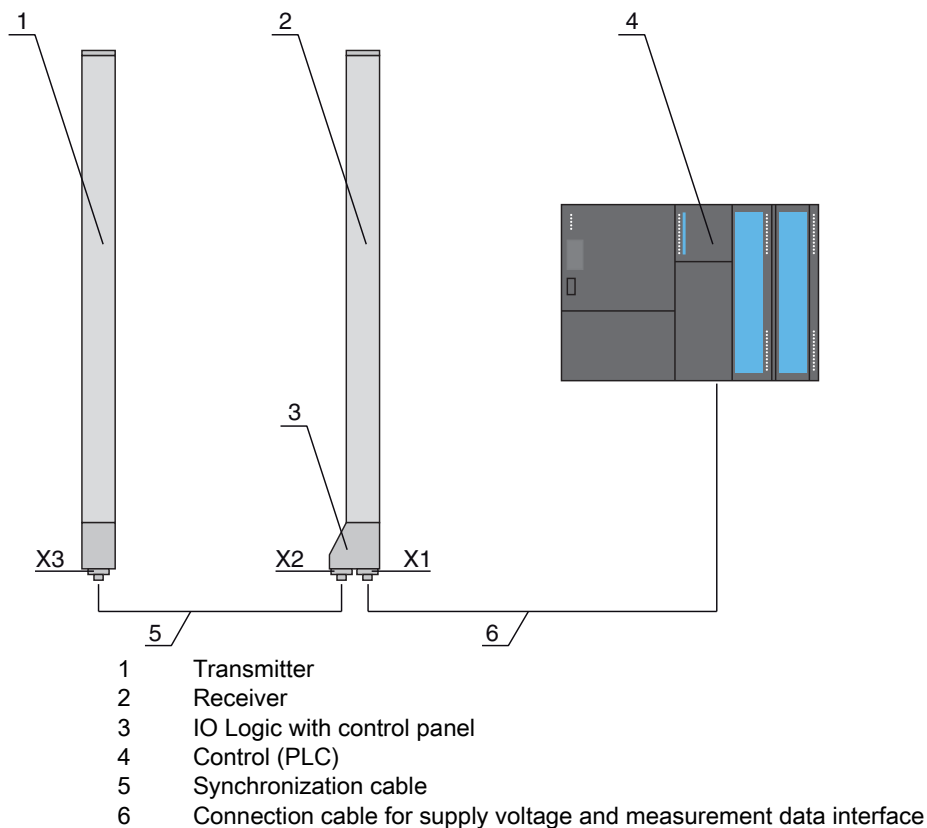 1 2 4
3
X3 X2 X1
5 6
1 Transmitter
2 Receiver
3 IO Logic with control panel
4 Control (PLC)
5 Synchronization cable
6 Connection cable for supply voltage and measurement data interface